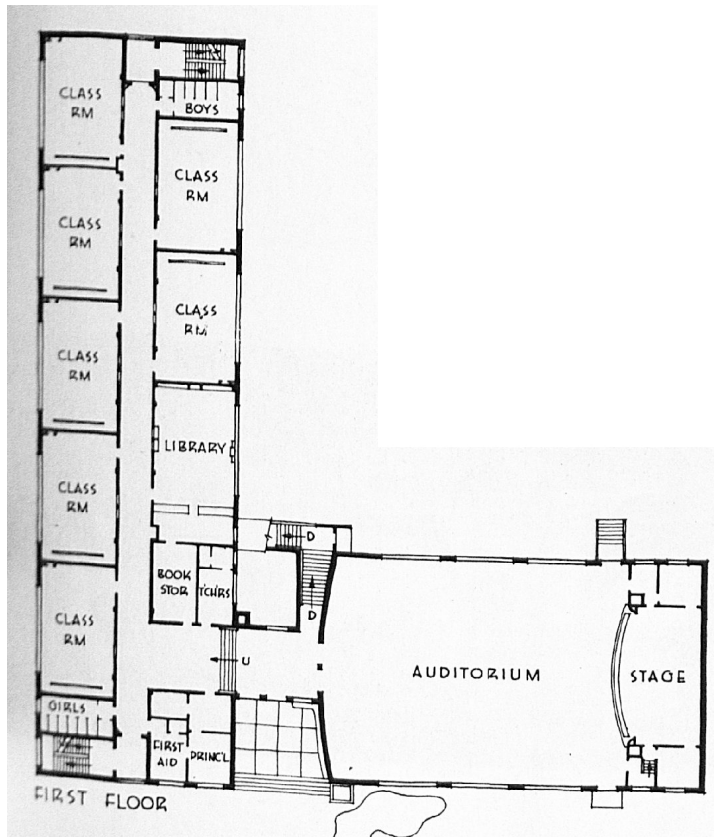 CLASS
RM
BOYS
CLASS
RM
CLASS
RM
CLASS
RM
CLASS
RM
LIBRARY
CLASS
RM
D
BOOK
STOR
T'CHRS
D
CLASS
RM
U
AUDITORIUM
STAGE
GIRLS
FIRST
AID
PRINC'L
FIRST FLOOR